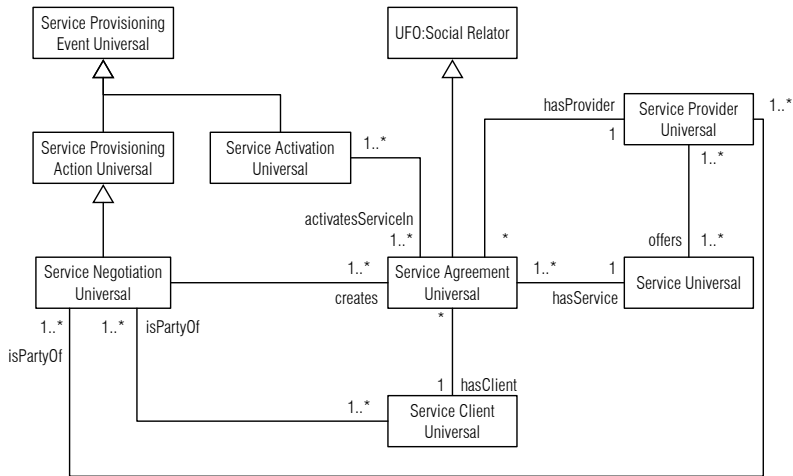 Service Provisioning
Event Universal
UFO:Social Relator
hasProvider
1
Service Provider
Universal
1..*
Service Provisioning
Action Universal
Service Activation
Universal
1..*
1..*
activatesServiceIn
1..*
*
offers
1..*
Service Negotiation
Universal
1..*
creates
Service Agreement
Universal
1..*
hasService
1
Service Universal
1..*
1..*
isPartyOf
isPartyOf
*
1
hasClient
1..*
Service Client
Universal